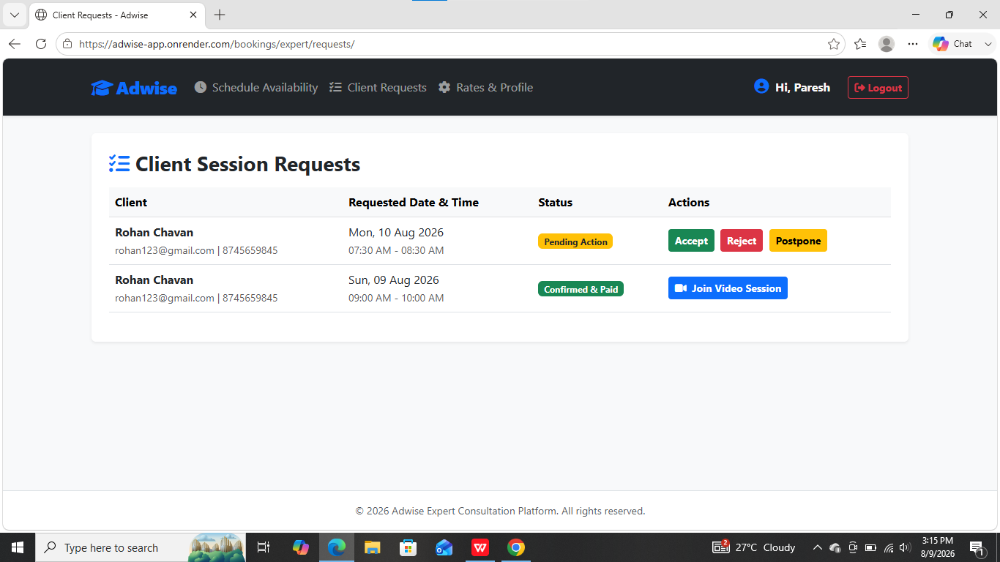 Client Requests - Adwise
https://adwise-app.onrender.com/bookings/expert/requests/
Chat
Adwise
Schedule Availability
Client Requests
Rates & Profile
Hi, Paresh
Logout
Client Session Requests
Client Requested Date & Time Status Actions
Rohan Chavan Mon, 10 Aug 2026 Pending Action Accept Reject Postpone
rohan123@gmail.com | 8745659845 07:30 AM - 08:30 AM
Rohan Chavan Sun, 09 Aug 2026 Confirmed & Paid Join Video Session
rohan123@gmail.com | 8745659845 09:00 AM - 10:00 AM
© 2026 Adwise Expert Consultation Platform. All rights reserved.
Type here to search
2
27°C Cloudy
3:15 PM
8/9/2026
1